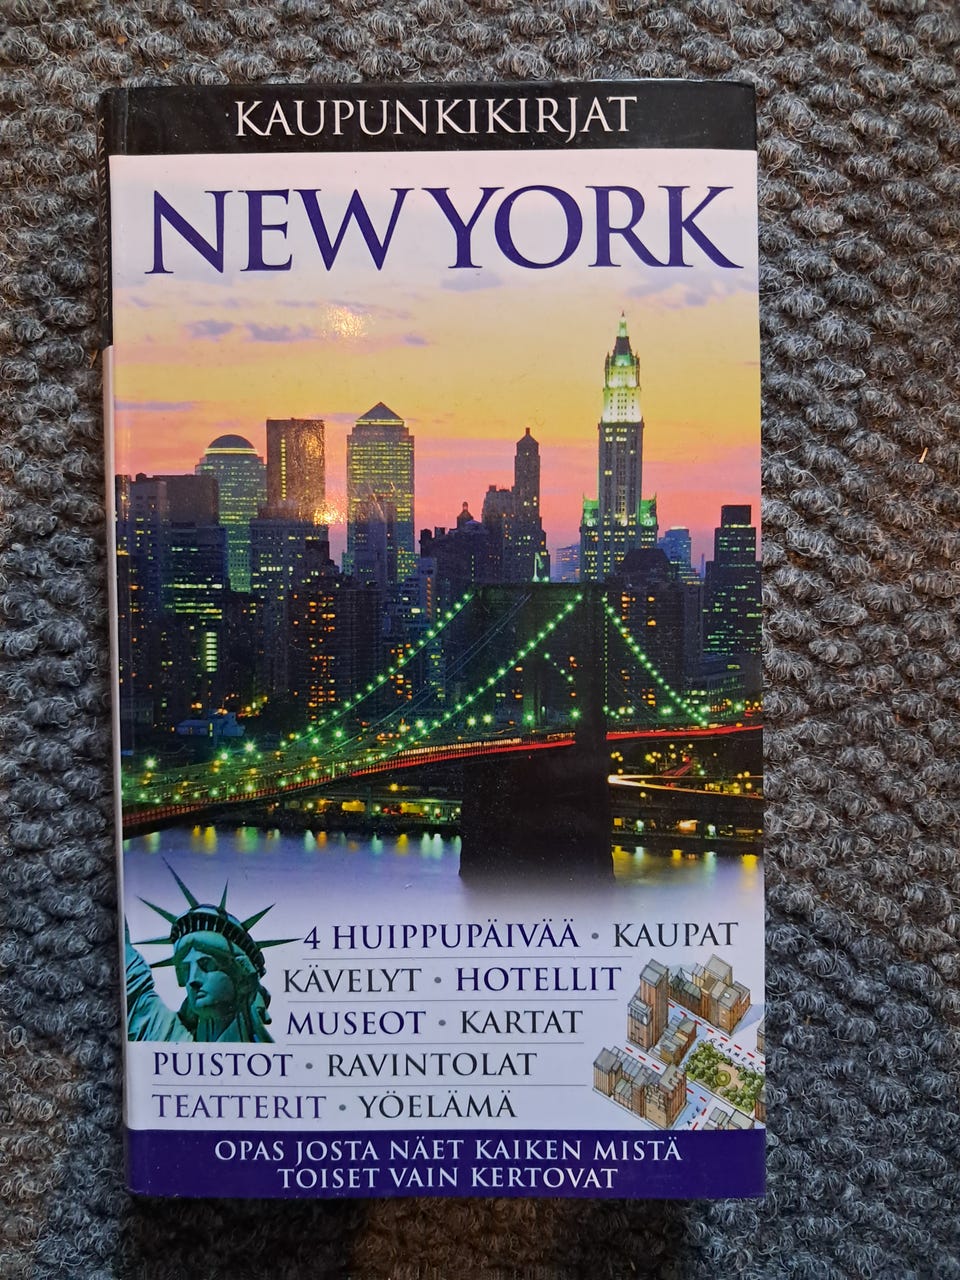 KAUPUNKIKIRJAT
NEW YORK
4 HUIPPUPÄIVÄÄ • KAUPAT
KÄVELYT • HOTELLIT
MUSEOT • KARTAT
PUISTOT • RAVINTOLAT
TEATTERIT • YÖELÄMÄ
OPAS JOSTA NÄET KAIKEN MISTÄ
TOISET VAIN KERTOVAT